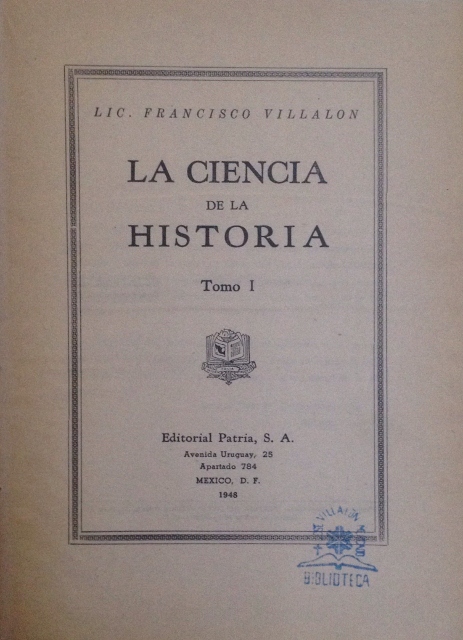 LIC. FRANCISCO VILLALON
LA CIENCIA
DE LA
HISTORIA
Tomo I
Editorial Patria, S. A.
Avenida Uruguay, 25
Apartado 784
MEXICO, D. F.
1948
VILLALON
BIBLIOTECA